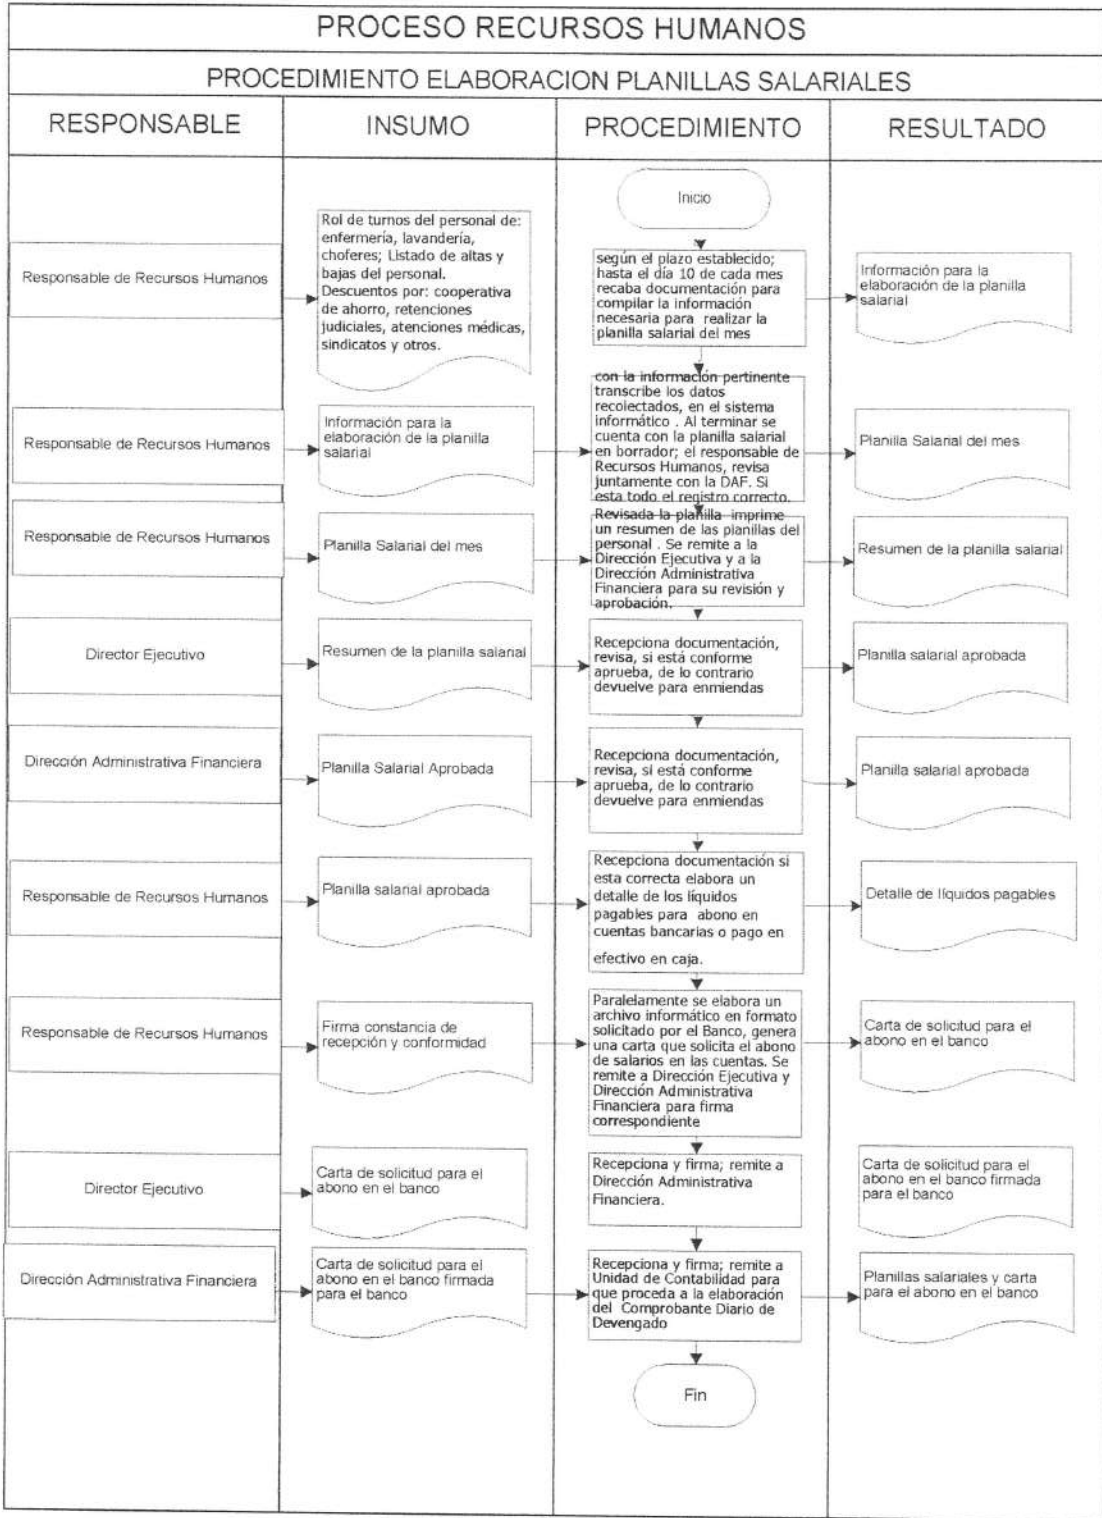 PROCESO RECURSOS HUMANOS
PROCEDIMIENTO ELABORACION PLANILLAS SALARIALES
RESPONSABLE
INSUMO
PROCEDIMIENTO
RESULTADO
Inicio
Responsable de Recursos Humanos
Rol de turnos del personal de:
enfermería, lavandería,
choferes; Listado de altas y
bajas del personal.
Descuentos por: cooperativa
de ahorro, retenciones
judiciales, atenciones médicas,
sindicatos y otros.
según el plazo establecido;
hasta el día 10 de cada mes
recaba documentación para
compilar la información
necesaria para realizar la
planilla salarial del mes
Información para la
elaboración de la planilla
salarial
Responsable de Recursos Humanos
Información para la
elaboración de la planilla
salarial
con la información pertinente
transcribe los datos
recolectados, en el sistema
informático . Al terminar se
cuenta con la planilla salarial
en borrador; el responsable de
Recursos Humanos, revisa
juntamente con la DAF. Si
esta todo el registro correcto.
Planilla Salarial del mes
Responsable de Recursos Humanos
Planilla Salarial del mes
Revisada la planilla imprime
un resumen de las planillas del
personal . Se remite a la
Dirección Ejecutiva y a la
Dirección Administrativa
Financiera para su revisión y
aprobación.
Resumen de la planilla salarial
Director Ejecutivo
Resumen de la planilla salarial
Recepciona documentación,
revisa, si está conforme
aprueba, de lo contrario
devuelve para enmiendas
Planilla salarial aprobada
Dirección Administrativa Financiera
Planilla Salarial Aprobada
Recepciona documentación,
revisa, si está conforme
aprueba, de lo contrario
devuelve para enmiendas
Planilla salarial aprobada
Responsable de Recursos Humanos
Planilla salarial aprobada
Recepciona documentación si
esta correcta elabora un
detalle de los líquidos
pagables para abono en
cuentas bancarias o pago en
efectivo en caja.
Detalle de líquidos pagables
Responsable de Recursos Humanos
Firma constancia de
recepción y conformidad
Paralelamente se elabora un
archivo informático en formato
solicitado por el Banco, genera
una carta que solicita el abono
de salarios en las cuentas. Se
remite a Dirección Ejecutiva y
Dirección Administrativa
Financiera para firma
correspondiente
Carta de solicitud para el
abono en el banco
Director Ejecutivo
Carta de solicitud para el
abono en el banco
Recepciona y firma; remite a
Dirección Administrativa
Financiera.
Carta de solicitud para el
abono en el banco firmada
para el banco
Dirección Administrativa Financiera
Carta de solicitud para el
abono en el banco firmada
para el banco
Recepciona y firma; remite a
Unidad de Contabilidad para
que proceda a la elaboración
del Comprobante Diario de
Devengado
Planillas salariales y carta
para el abono en el banco
Fin